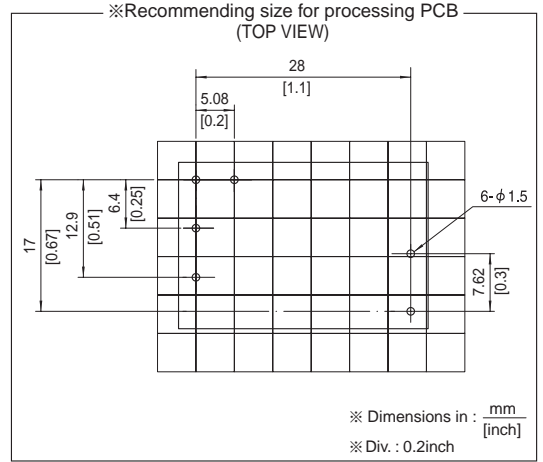 ※Recommending size for processing PCB
(TOP VIEW)
28
[1.1]
5.08
[0.2]
17
[0.67]
12.9
[0.51]
6.4
[0.25]
6-ϕ1.5
7.62
[0.3]
※ Dimensions in : mm
[inch]
※ Div. : 0.2inch